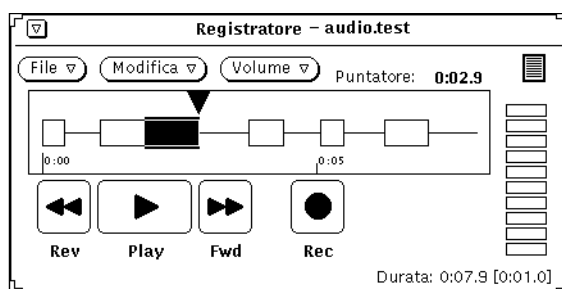 Registratore – audio.test
File Modifica Volume Puntatore: 0:02.9
0:00 0:05
Rev Play Fwd Rec
Durata: 0:07.9 [0:01.0]